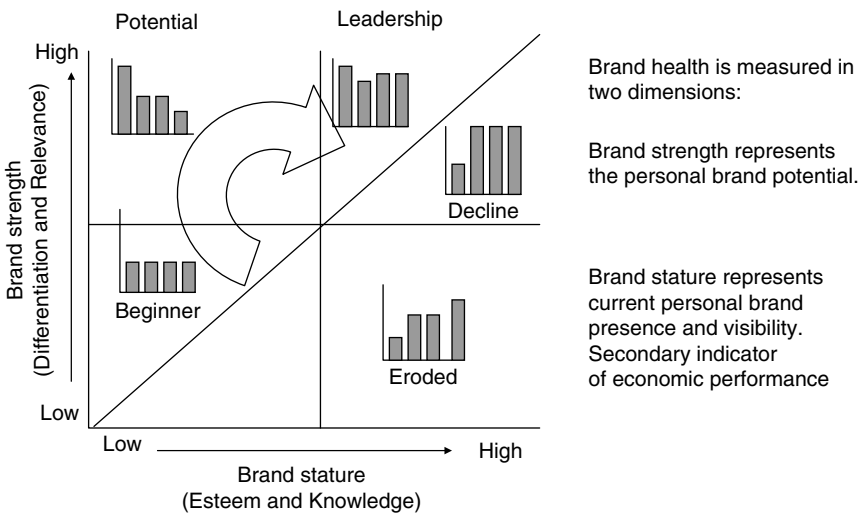 Potential
Leadership
High
Brand strength
(Differentiation and Relevance)
Decline
Beginner
Eroded
Low
Low
High
Brand stature
(Esteem and Knowledge)
Brand health is measured in
two dimensions:
Brand strength represents
the personal brand potential.
Brand stature represents
current personal brand
presence and visibility.
Secondary indicator
of economic performance